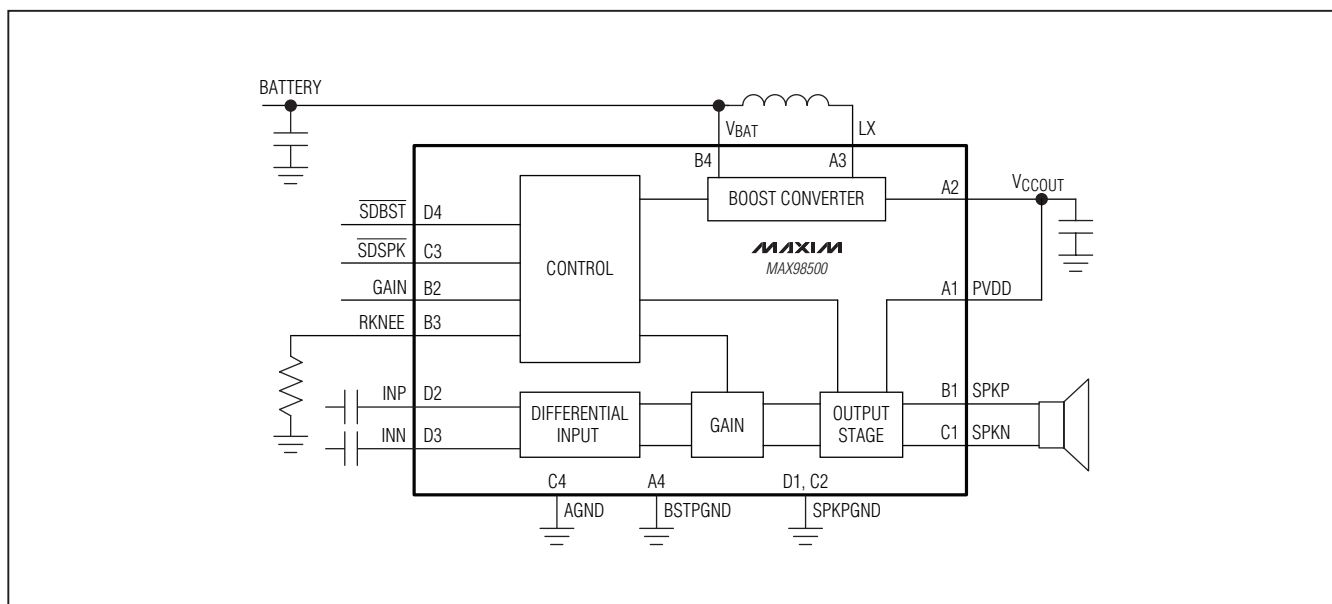 BATTERY
VBAT
LX
B4
A3
BOOST CONVERTER
A2
VCCOUT
SDBST
D4
SDSPK
C3
CONTROL
MAXIM
MAX98500
GAIN
B2
A1
PVDD
RKNEE
B3
INP
D2
DIFFERENTIAL
INPUT
GAIN
OUTPUT
STAGE
B1
SPKP
INN
D3
C1
SPKN
C4
A4
D1, C2
AGND
BSTPGND
SPKPGND